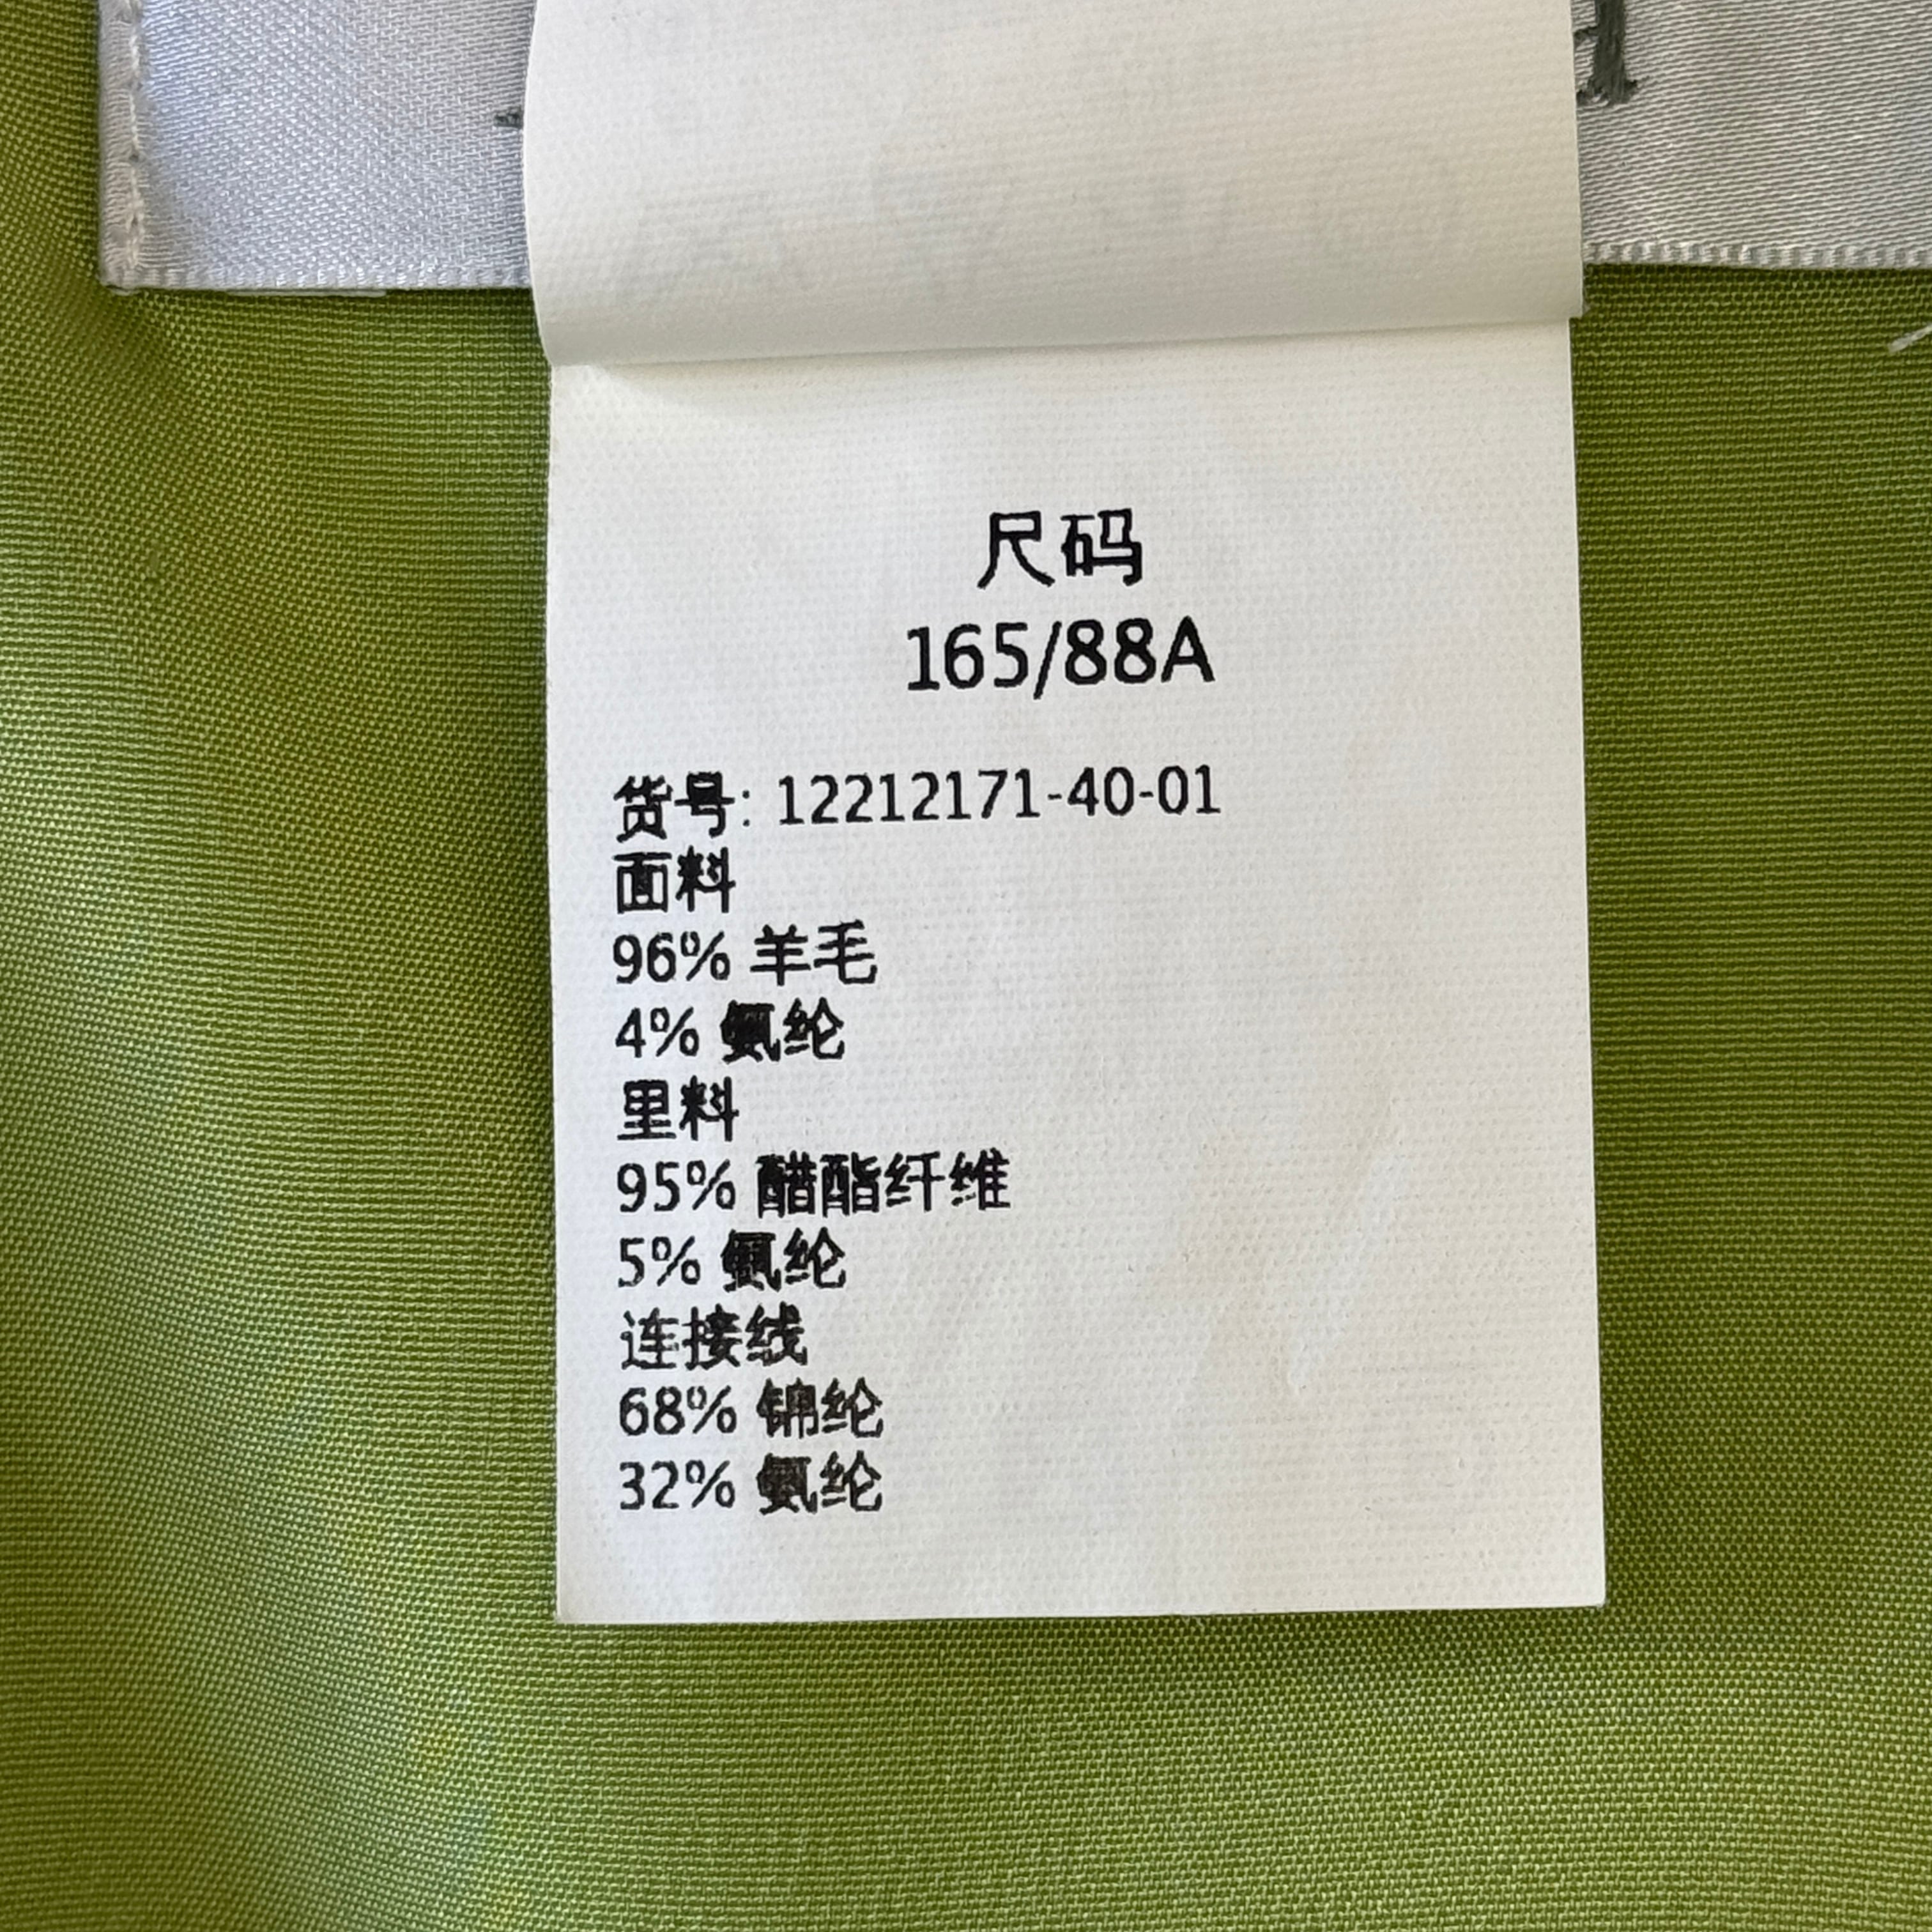 尺码
165/88A
货号: 12212171-40-01
面料
96% 羊毛
4% 氨纶
里料
95% 醋酯纤维
5% 氨纶
连接线
68% 锦纶
32% 氨纶